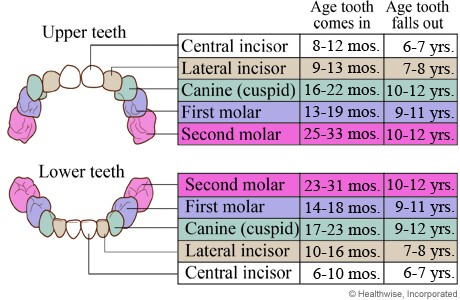 Age tooth comes in Age tooth falls out
Upper teeth
Central incisor 8-12 mos. 6-7 yrs.
Lateral incisor 9-13 mos. 7-8 yrs.
Canine (cuspid) 16-22 mos. 10-12 yrs.
First molar 13-19 mos. 9-11 yrs.
Second molar 25-33 mos. 10-12 yrs.
Lower teeth
Second molar 23-31 mos. 10-12 yrs.
First molar 14-18 mos. 9-11 yrs.
Canine (cuspid) 17-23 mos. 9-12 yrs.
Lateral incisor 10-16 mos. 7-8 yrs.
Central incisor 6-10 mos. 6-7 yrs.
© Healthwise, Incorporated